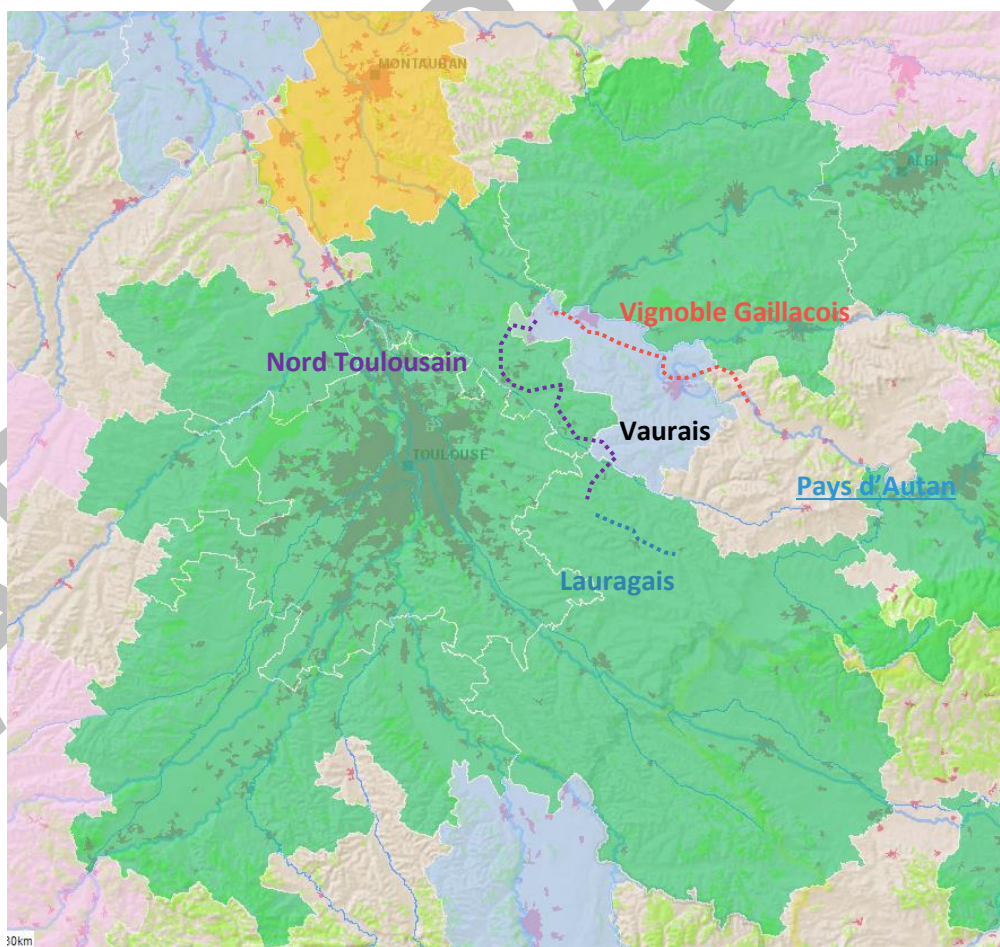 MONTAUBAN
ALBI
Vignoble Gaillacois
Nord Toulousain
Vaurais
TOULOUSE
Pays d'Autan
Lauragais
30km